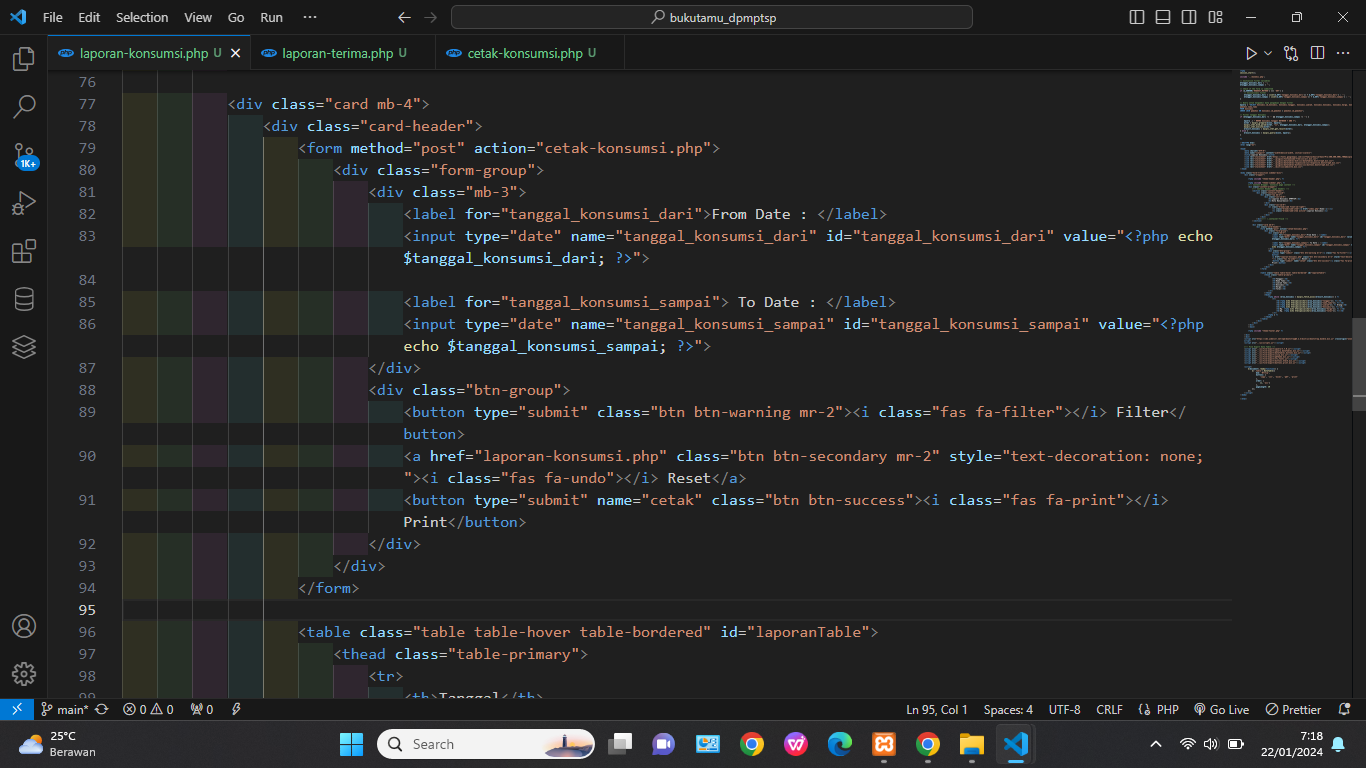 File Edit Selection View Go Run ··· bukutamu_dpmptsp
laporan-konsumsi.php U laporan-terima.php U cetak-konsumsi.php U
76
77 <div class="card mb-4">
78 <div class="card-header">
79 <form method="post" action="cetak-konsumsi.php">
80 <div class="form-group">
81 <div class="mb-3">
82 <label for="tanggal_konsumsi_dari">From Date : </label>
83 <input type="date" name="tanggal_konsumsi_dari" id="tanggal_konsumsi_dari" value="<?php echo
$tanggal_konsumsi_dari; ?>">
84
85 <label for="tanggal_konsumsi_sampai"> To Date : </label>
86 <input type="date" name="tanggal_konsumsi_sampai" id="tanggal_konsumsi_sampai" value="<?php
echo $tanggal_konsumsi_sampai; ?>">
87 </div>
88 <div class="btn-group">
89 <button type="submit" class="btn btn-warning mr-2"><i class="fas fa-filter"></i> Filter</
button>
90 <a href="laporan-konsumsi.php" class="btn btn-secondary mr-2" style="text-decoration: none;
"><i class="fas fa-undo"></i> Reset</a>
91 <button type="submit" name="cetak" class="btn btn-success"><i class="fas fa-print"></i>
Print</button>
92 </div>
93 </div>
94 </form>
95
96 <table class="table table-hover table-bordered" id="laporanTable">
97 <thead class="table-primary">
98 <tr>
99 <th>Tanggal</th>
1K+
main* 0 0 0 Ln 95, Col 1 Spaces: 4 UTF-8 CRLF PHP Go Live Prettier
25°C
Berawan
Search
7:18
22/01/2024